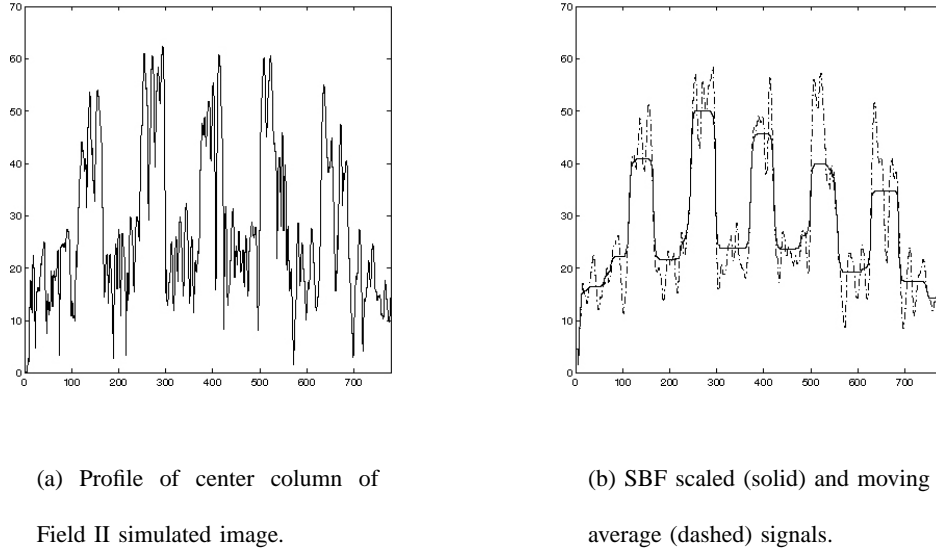 70
60
50
40
30
20
10
0
0 100 200 300 400 500 600 700
(a) Profile of center column of
Field II simulated image.
70
60
50
40
30
20
10
0
0 100 200 300 400 500 600 700
(b) SBF scaled (solid) and moving
average (dashed) signals.